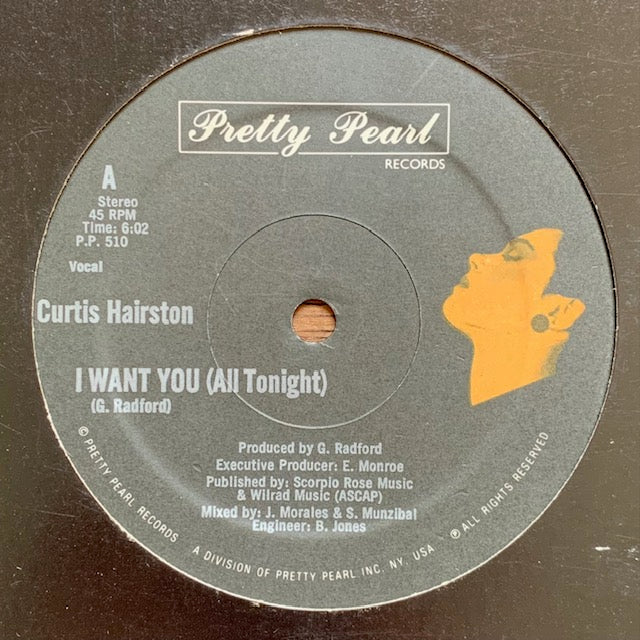 Pretty Pearl
RECORDS
A
Stereo
45 RPM
Time: 6:02
P.P. 510
Vocal
Curtis Hairston
I WANT YOU (All Tonight)
(G. Radford)
Produced by G. Radford
Executive Producer: E. Monroe
Published by: Scorpio Rose Music
& Wilrad Music (ASCAP)
Mixed by: J. Morales & S. Munzibai
Engineer: B. Jones
© PRETTY PEARL RECORDS
A DIVISION OF PRETTY PEARL INC. NY. USA
℗ ALL RIGHTS RESERVED